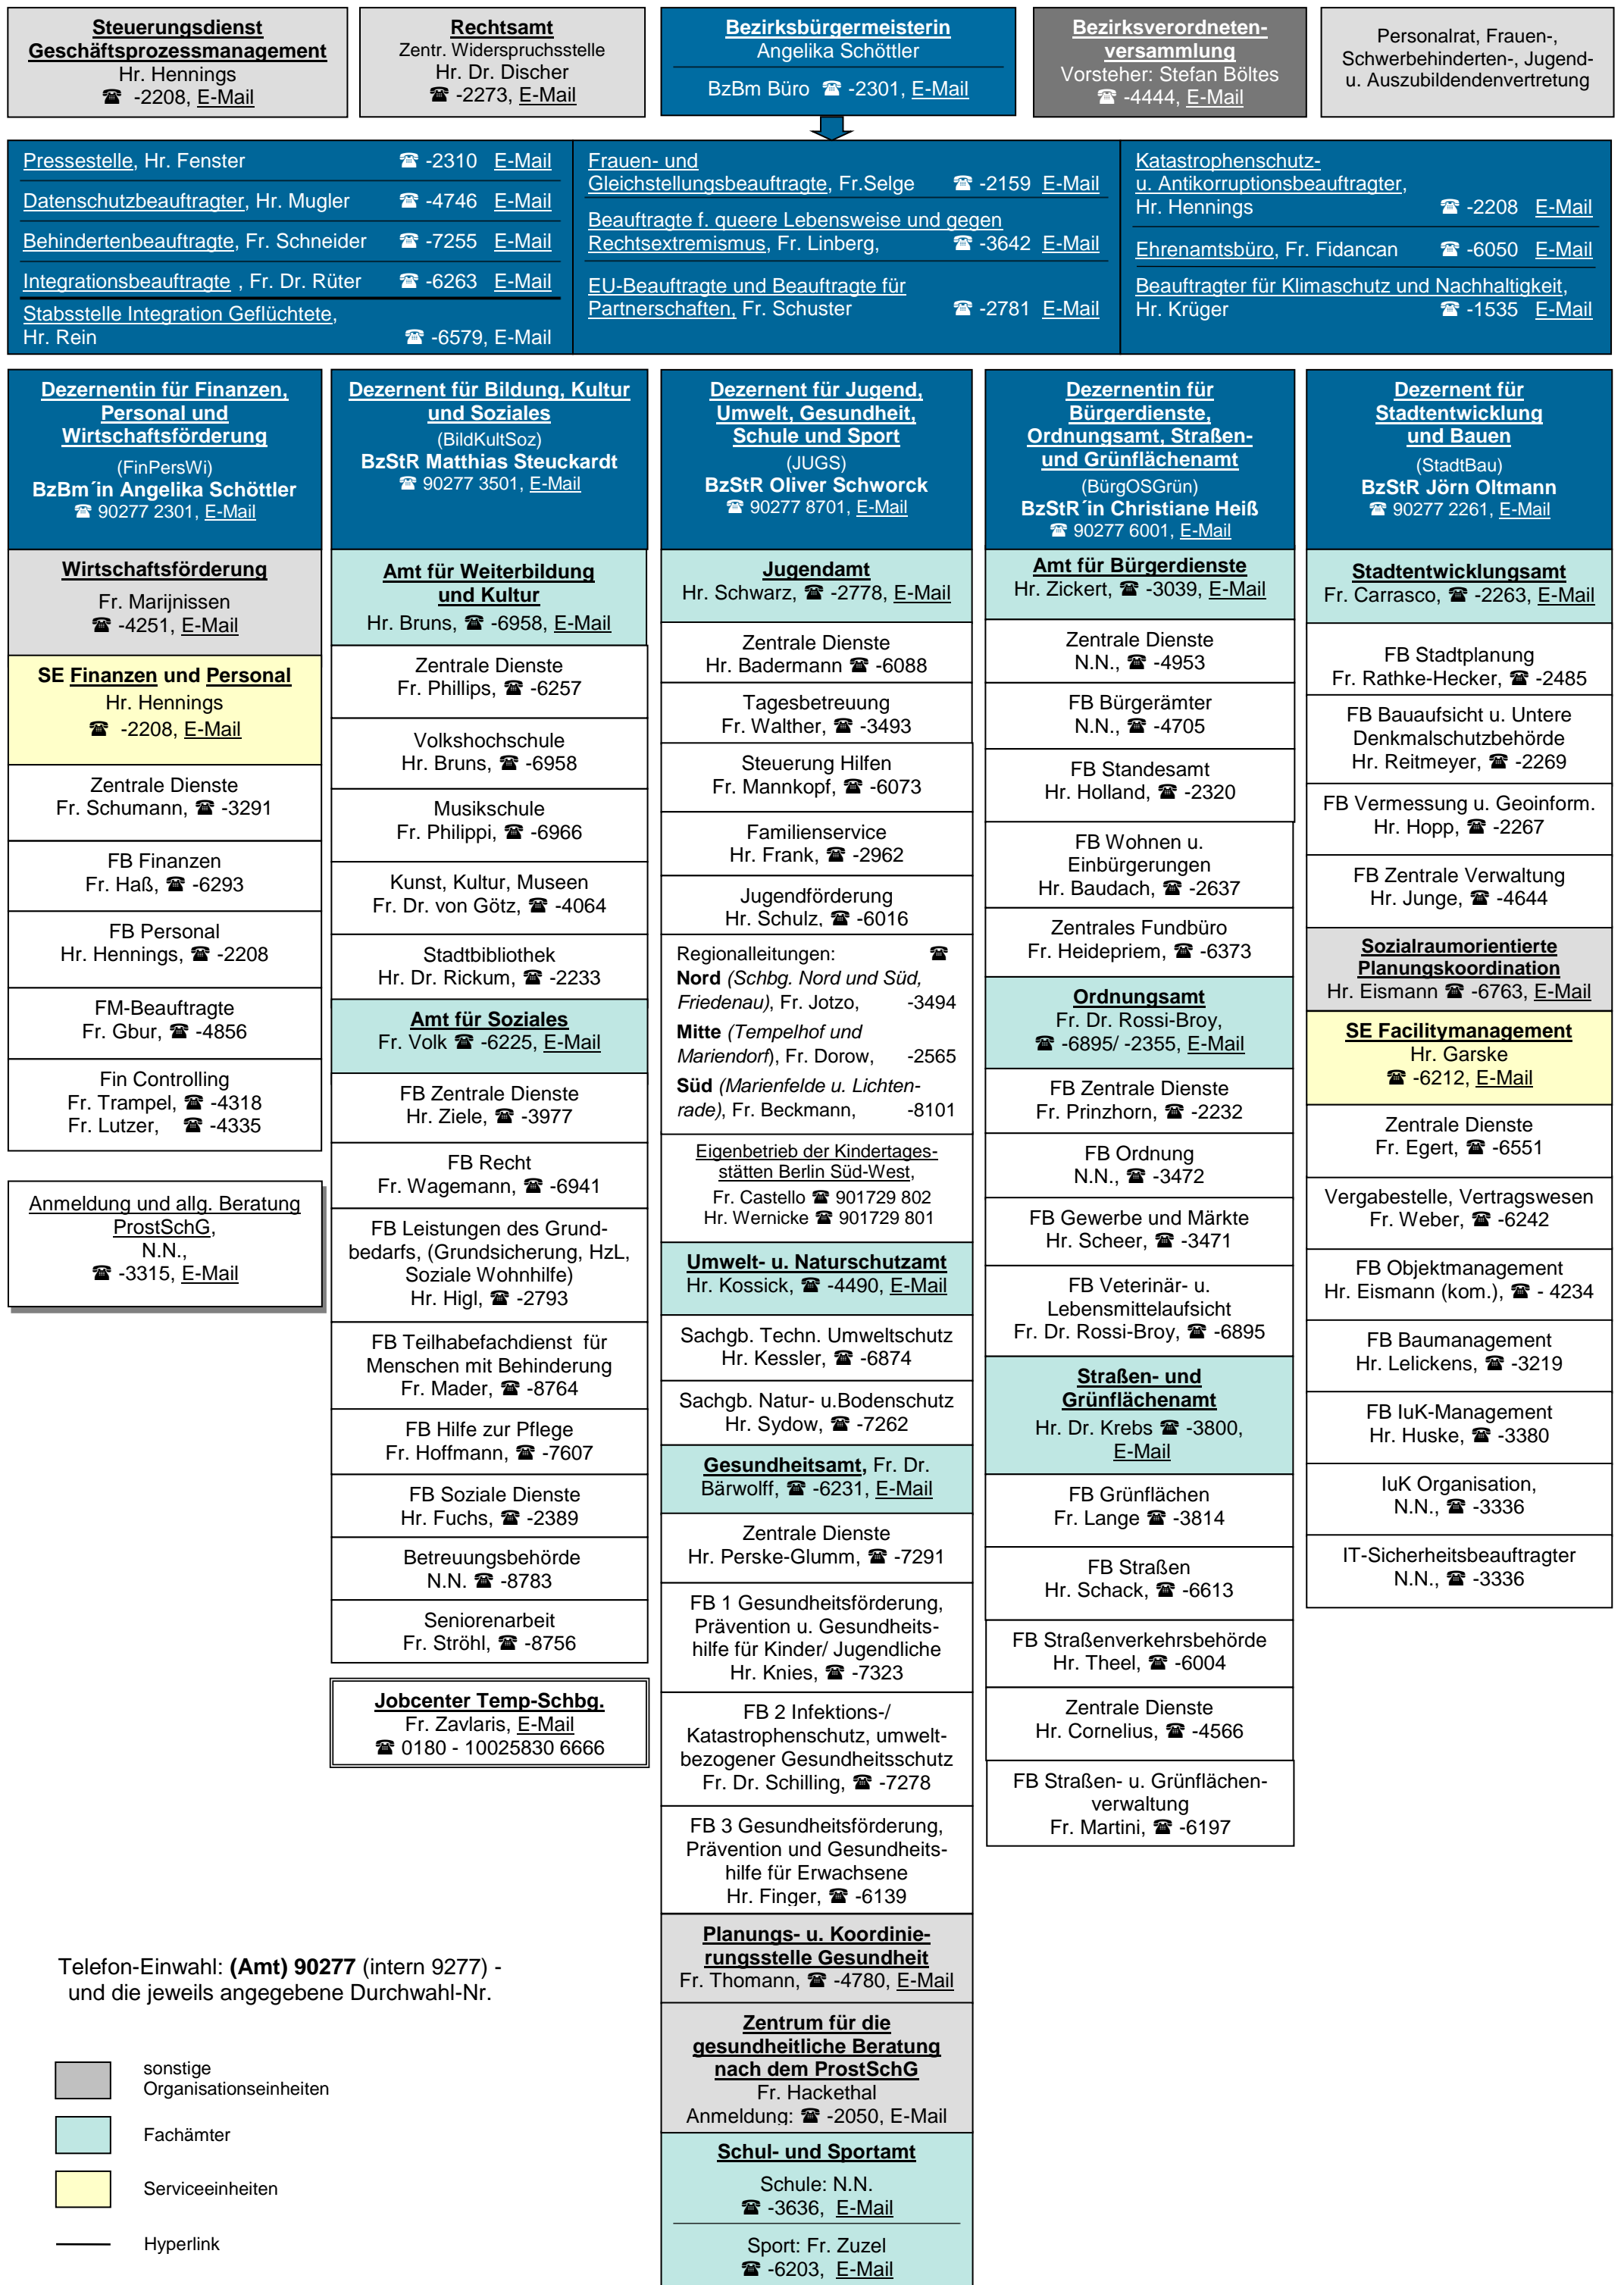 Steuerungsdienst
Geschäftsprozessmanagement
Hr. Hennings
☎ -2208, E-Mail
Rechtsamt
Zentr. Widerspruchsstelle
Hr. Dr. Discher
☎ -2273, E-Mail
Bezirksbürgermeisterin
Angelika Schöttler
BzBm Büro ☎ -2301, E-Mail
Bezirksverordneten-
versammlung
Vorsteher: Stefan Böltes
☎ -4444, E-Mail
Personalrat, Frauen-,
Schwerbehinderten-, Jugend-
u. Auszubildendenvertretung
Pressestelle, Hr. Fenster ☎ -2310 E-Mail
Datenschutzbeauftragter, Hr. Mugler ☎ -4746 E-Mail
Behindertenbeauftragte, Fr. Schneider ☎ -7255 E-Mail
Integrationsbeauftragte , Fr. Dr. Rüter ☎ -6263 E-Mail
Stabsstelle Integration Geflüchtete,
Hr. Rein ☎ -6579, E-Mail
Frauen- und
Gleichstellungsbeauftragte, Fr.Selge ☎ -2159 E-Mail
Beauftragte f. queere Lebensweise und gegen
Rechtsextremismus, Fr. Linberg, ☎ -3642 E-Mail
EU-Beauftragte und Beauftragte für
Partnerschaften, Fr. Schuster ☎ -2781 E-Mail
Katastrophenschutz-
u. Antikorruptionsbeauftragter,
Hr. Hennings ☎ -2208 E-Mail
Ehrenamtsbüro, Fr. Fidancan ☎ -6050 E-Mail
Beauftragter für Klimaschutz und Nachhaltigkeit,
Hr. Krüger ☎ -1535 E-Mail
Dezernentin für Finanzen,
Personal und
Wirtschaftsförderung
(FinPersWi)
BzBm´in Angelika Schöttler
☎ 90277 2301, E-Mail
Wirtschaftsförderung
Fr. Marijnissen
☎ -4251, E-Mail
SE Finanzen und Personal
Hr. Hennings
☎ -2208, E-Mail
Zentrale Dienste
Fr. Schumann, ☎ -3291
FB Finanzen
Fr. Haß, ☎ -6293
FB Personal
Hr. Hennings, ☎ -2208
FM-Beauftragte
Fr. Gbur, ☎ -4856
Fin Controlling
Fr. Trampel, ☎ -4318
Fr. Lutzer, ☎ -4335
Anmeldung und allg. Beratung
ProstSchG,
N.N.,
☎ -3315, E-Mail
Dezernent für Bildung, Kultur
und Soziales
(BildKultSoz)
BzStR Matthias Steuckardt
☎ 90277 3501, E-Mail
Amt für Weiterbildung
und Kultur
Hr. Bruns, ☎ -6958, E-Mail
Zentrale Dienste
Fr. Phillips, ☎ -6257
Volkshochschule
Hr. Bruns, ☎ -6958
Musikschule
Fr. Philippi, ☎ -6966
Kunst, Kultur, Museen
Fr. Dr. von Götz, ☎ -4064
Stadtbibliothek
Hr. Dr. Rickum, ☎ -2233
Amt für Soziales
Fr. Volk ☎ -6225, E-Mail
FB Zentrale Dienste
Hr. Ziele, ☎ -3977
FB Recht
Fr. Wagemann, ☎ -6941
FB Leistungen des Grund-
bedarfs, (Grundsicherung, HzL,
Soziale Wohnhilfe)
Hr. Higl, ☎ -2793
FB Teilhabefachdienst für
Menschen mit Behinderung
Fr. Mader, ☎ -8764
FB Hilfe zur Pflege
Fr. Hoffmann, ☎ -7607
FB Soziale Dienste
Hr. Fuchs, ☎ -2389
Betreuungsbehörde
N.N. ☎ -8783
Seniorenarbeit
Fr. Ströhl, ☎ -8756
Jobcenter Temp-Schbg.
Fr. Zavlaris, E-Mail
☎ 0180 - 10025830 6666
Dezernent für Jugend,
Umwelt, Gesundheit,
Schule und Sport
(JUGS)
BzStR Oliver Schworck
☎ 90277 8701, E-Mail
Jugendamt
Hr. Schwarz, ☎ -2778, E-Mail
Zentrale Dienste
Hr. Badermann ☎ -6088
Tagesbetreuung
Fr. Walther, ☎ -3493
Steuerung Hilfen
Fr. Mannkopf, ☎ -6073
Familienservice
Hr. Frank, ☎ -2962
Jugendförderung
Hr. Schulz, ☎ -6016
Regionalleitungen: ☎
Nord (Schbg. Nord und Süd,
Friedenau), Fr. Jotzo, -3494
Mitte (Tempelhof und
Mariendorf), Fr. Dorow, -2565
Süd (Marienfelde u. Lichten-
rade), Fr. Beckmann, -8101
Eigenbetrieb der Kindertages-
stätten Berlin Süd-West,
Fr. Castello ☎ 901729 802
Hr. Wernicke ☎ 901729 801
Umwelt- u. Naturschutzamt
Hr. Kossick, ☎ -4490, E-Mail
Sachgb. Techn. Umweltschutz
Hr. Kessler, ☎ -6874
Sachgb. Natur- u.Bodenschutz
Hr. Sydow, ☎ -7262
Gesundheitsamt, Fr. Dr.
Bärwolff, ☎ -6231, E-Mail
Zentrale Dienste
Hr. Perske-Glumm, ☎ -7291
FB 1 Gesundheitsförderung,
Prävention u. Gesundheits-
hilfe für Kinder/ Jugendliche
Hr. Knies, ☎ -7323
FB 2 Infektions-/
Katastrophenschutz, umwelt-
bezogener Gesundheitsschutz
Fr. Dr. Schilling, ☎ -7278
FB 3 Gesundheitsförderung,
Prävention und Gesundheits-
hilfe für Erwachsene
Hr. Finger, ☎ -6139
Planungs- u. Koordinie-
rungsstelle Gesundheit
Fr. Thomann, ☎ -4780, E-Mail
Zentrum für die
gesundheitliche Beratung
nach dem ProstSchG
Fr. Hackethal
Anmeldung: ☎ -2050, E-Mail
Schul- und Sportamt
Schule: N.N.
☎ -3636, E-Mail
Sport: Fr. Zuzel
☎ -6203, E-Mail
Dezernentin für
Bürgerdienste,
Ordnungsamt, Straßen-
und Grünflächenamt
(BürgOSGrün)
BzStR´in Christiane Heiß
☎ 90277 6001, E-Mail
Amt für Bürgerdienste
Hr. Zickert, ☎ -3039, E-Mail
Zentrale Dienste
N.N., ☎ -4953
FB Bürgerämter
N.N., ☎ -4705
FB Standesamt
Hr. Holland, ☎ -2320
FB Wohnen u.
Einbürgerungen
Hr. Baudach, ☎ -2637
Zentrales Fundbüro
Fr. Heidepriem, ☎ -6373
Ordnungsamt
Fr. Dr. Rossi-Broy,
☎ -6895/ -2355, E-Mail
FB Zentrale Dienste
Fr. Prinzhorn, ☎ -2232
FB Ordnung
N.N., ☎ -3472
FB Gewerbe und Märkte
Hr. Scheer, ☎ -3471
FB Veterinär- u.
Lebensmittelaufsicht
Fr. Dr. Rossi-Broy, ☎ -6895
Straßen- und
Grünflächenamt
Hr. Dr. Krebs ☎ -3800,
E-Mail
FB Grünflächen
Fr. Lange ☎ -3814
FB Straßen
Hr. Schack, ☎ -6613
FB Straßenverkehrsbehörde
Hr. Theel, ☎ -6004
Zentrale Dienste
Hr. Cornelius, ☎ -4566
FB Straßen- u. Grünflächen-
verwaltung
Fr. Martini, ☎ -6197
Dezernent für
Stadtentwicklung
und Bauen
(StadtBau)
BzStR Jörn Oltmann
☎ 90277 2261, E-Mail
Stadtentwicklungsamt
Fr. Carrasco, ☎ -2263, E-Mail
FB Stadtplanung
Fr. Rathke-Hecker, ☎ -2485
FB Bauaufsicht u. Untere
Denkmalschutzbehörde
Hr. Reitmeyer, ☎ -2269
FB Vermessung u. Geoinform.
Hr. Hopp, ☎ -2267
FB Zentrale Verwaltung
Hr. Junge, ☎ -4644
Sozialraumorientierte
Planungskoordination
Hr. Eismann ☎ -6763, E-Mail
SE Facilitymanagement
Hr. Garske
☎ -6212, E-Mail
Zentrale Dienste
Fr. Egert, ☎ -6551
Vergabestelle, Vertragswesen
Fr. Weber, ☎ -6242
FB Objektmanagement
Hr. Eismann (kom.), ☎ - 4234
FB Baumanagement
Hr. Lelickens, ☎ -3219
FB IuK-Management
Hr. Huske, ☎ -3380
IuK Organisation,
N.N., ☎ -3336
IT-Sicherheitsbeauftragter
N.N., ☎ -3336
Telefon-Einwahl: (Amt) 90277 (intern 9277) -
und die jeweils angegebene Durchwahl-Nr.
sonstige
Organisationseinheiten
Fachämter
Serviceeinheiten
Hyperlink